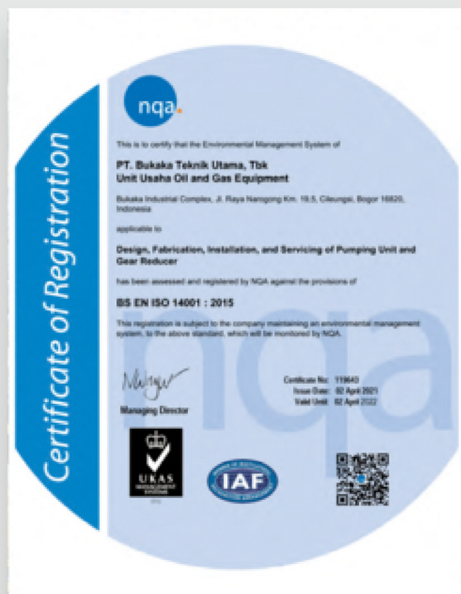 Certificate of Registration
nqa.
This is to certify that the Environmental Management System of
PT. Bukaka Teknik Utama, Tbk
Unit Usaha Oil and Gas Equipment
Bukaka Industrial Complex, Jl. Raya Narogong Km. 19,5, Cileungsi, Bogor 16820,
Indonesia
applicable to
Design, Fabrication, Installation, and Servicing of Pumping Unit and
Gear Reducer
has been assessed and registered by NQA against the provisions of
BS EN ISO 14001 : 2015
This registration is subject to the company maintaining an environmental management
system, to the above standard, which will be monitored by NQA.
nqa
Managing Director
Certificate No: 119643
Issue Date: 02 April 2021
Valid Until: 02 April 2022
UKAS
MANAGEMENT
SYSTEMS
IAF